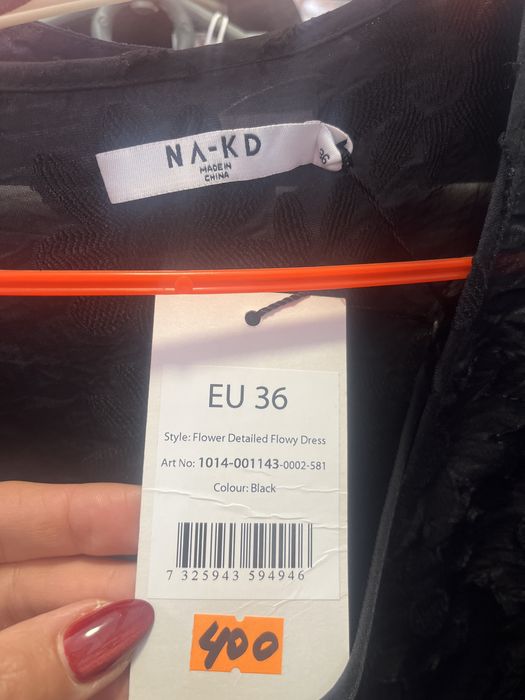 NA-KD
MADE IN
CHINA
36
EU 36
Style: Flower Detailed Flowy Dress
Art No: 1014-001143-0002-581
Colour: Black
7 325943 594946
400